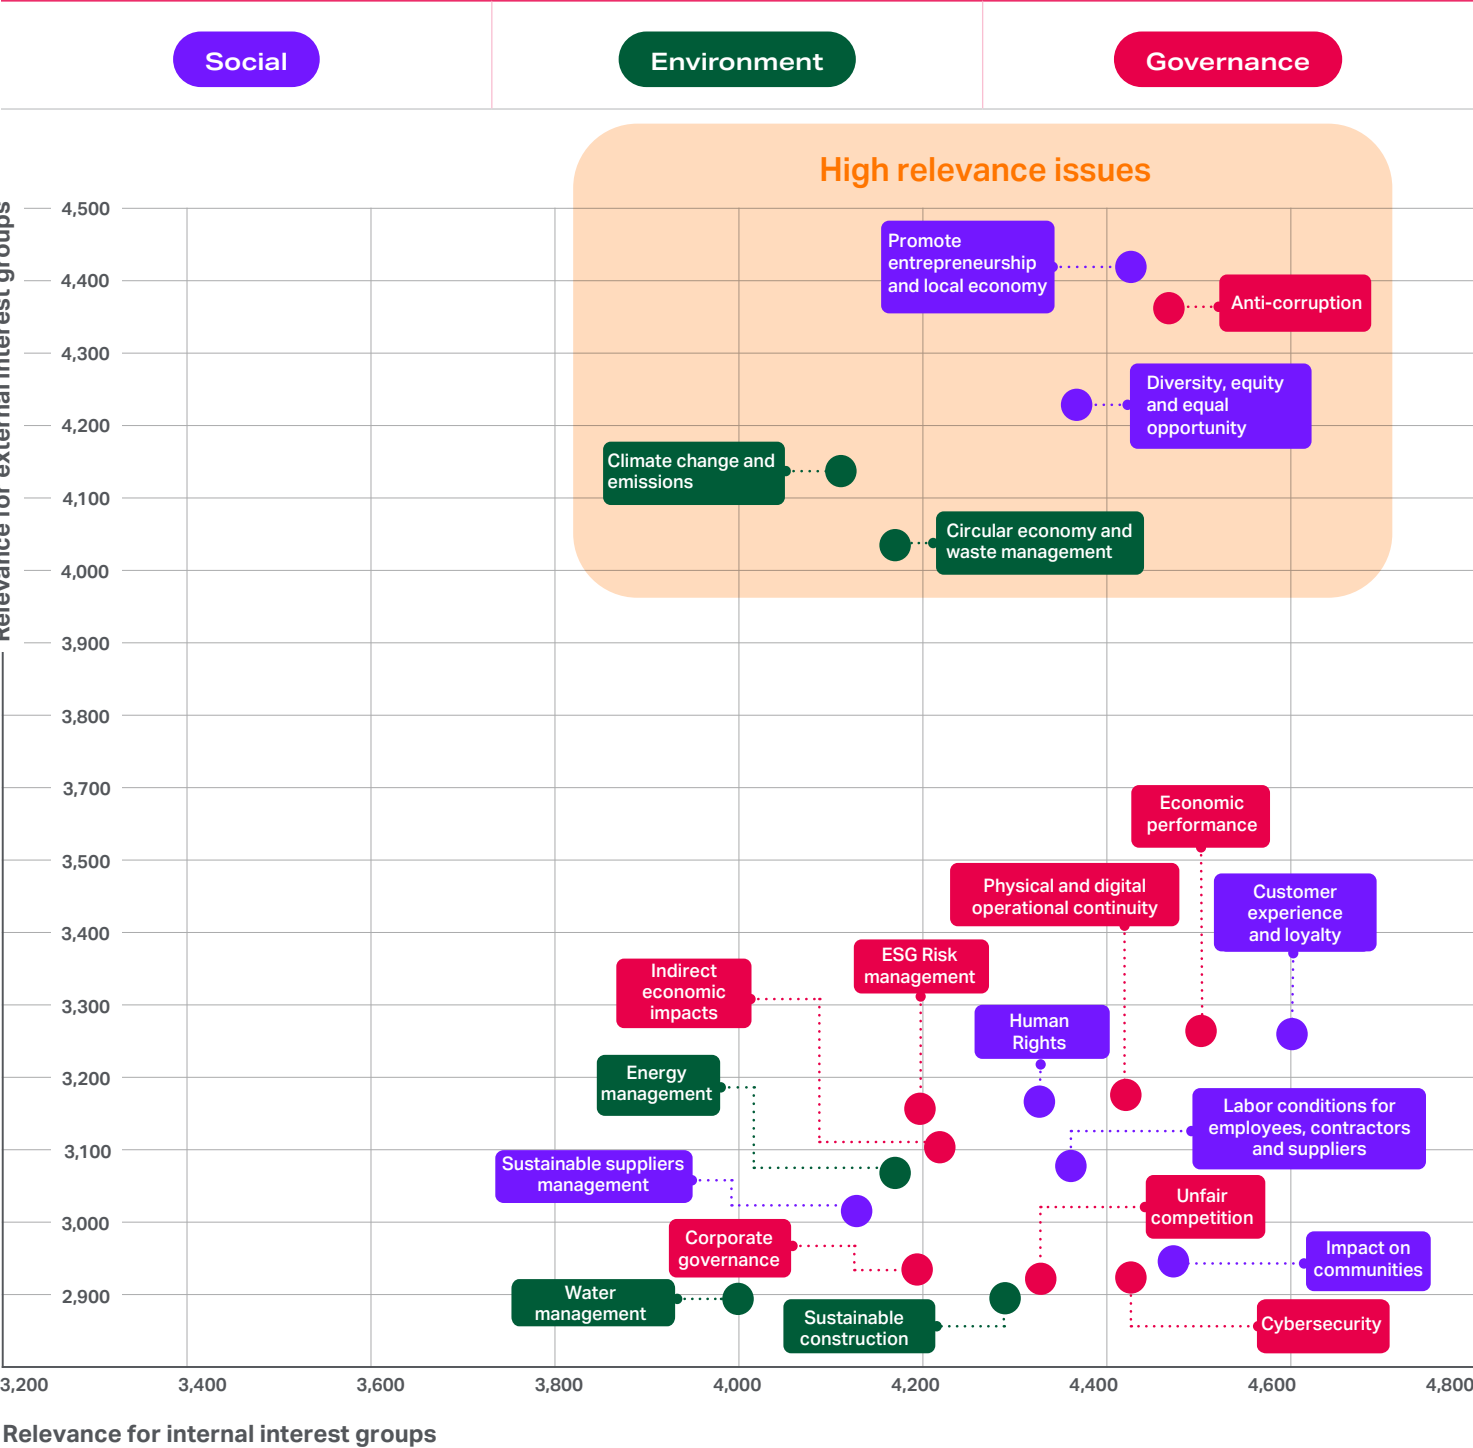 Social
Environment
Governance
High relevance issues
Relevance for external interest groups
4,500
4,400
4,300
4,200
4,100
4,000
3,900
3,800
3,700
3,500
3,400
3,300
3,200
3,100
3,000
2,900
Promote
entrepreneurship
and local economy
Anti-corruption
Diversity, equity
and equal
opportunity
Climate change and
emissions
Circular economy and
waste management
Economic
performance
Physical and digital
operational continuity
Customer
experience
and loyalty
ESG Risk
management
Indirect
economic
impacts
Human
Rights
Energy
management
Labor conditions for
employees, contractors
and suppliers
Sustainable suppliers
management
Unfair
competition
Corporate
governance
Impact on
communities
Water
management
Sustainable
construction
Cybersecurity
3,200
3,400
3,600
3,800
4,000
4,200
4,400
4,600
4,800
Relevance for internal interest groups